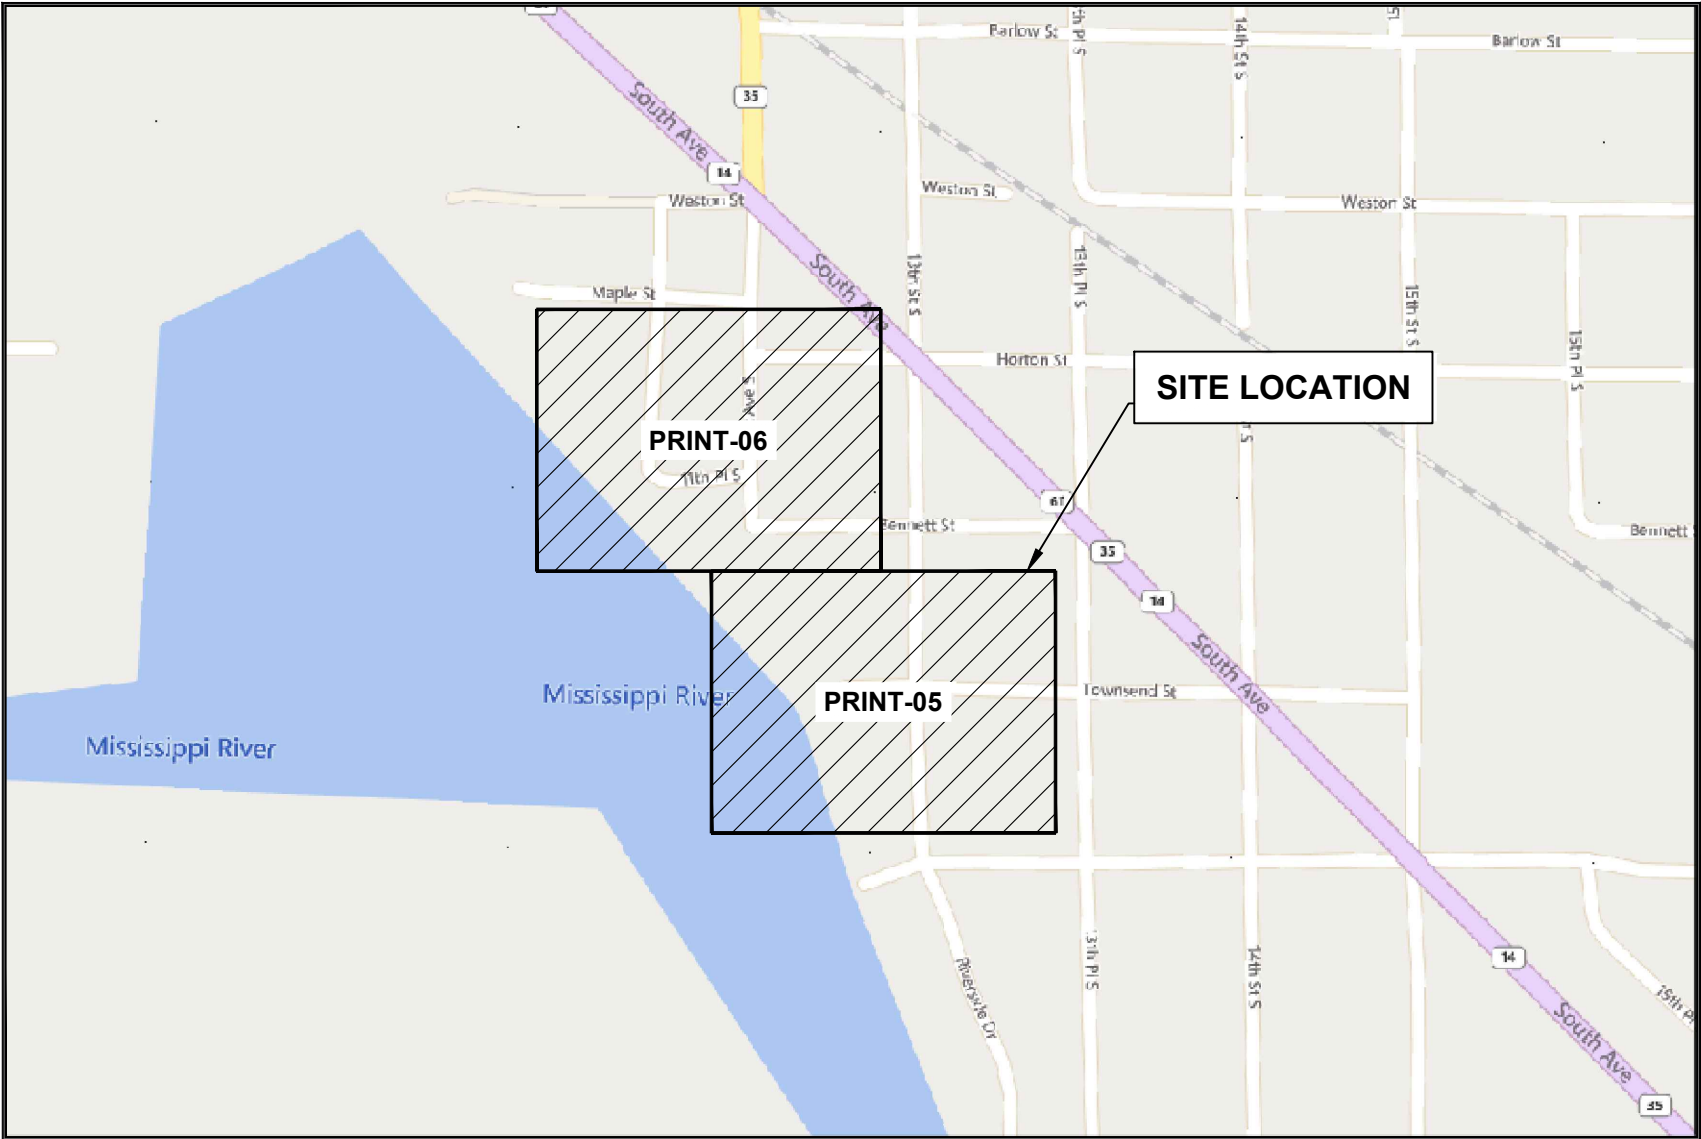 Barlow St
Barlow St
14th St S
South Ave
35
14
Weston St
Weston St
Weston St
South Ave
13th St S
13th Pl S
15th St S
15th Pl S
Maple St
Horton St
SITE LOCATION
Ave S
PRINT-06
11th Pl S
61
Bennett St
Bennett
35
14
South Ave
Townsend St
Mississippi River
PRINT-05
Mississippi River
13th Pl S
14th St S
Riverside Dr
14
15th Pl
South Ave
35